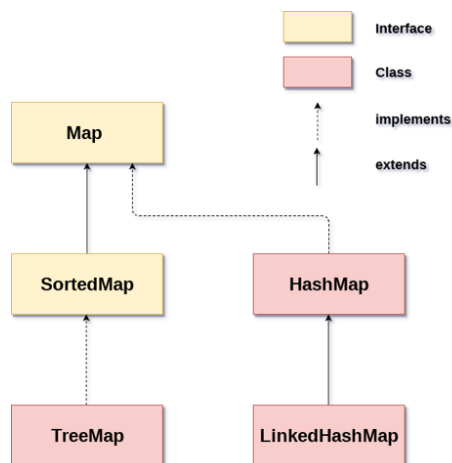 Interface
Class
implements
extends
Map
SortedMap
HashMap
TreeMap
LinkedHashMap